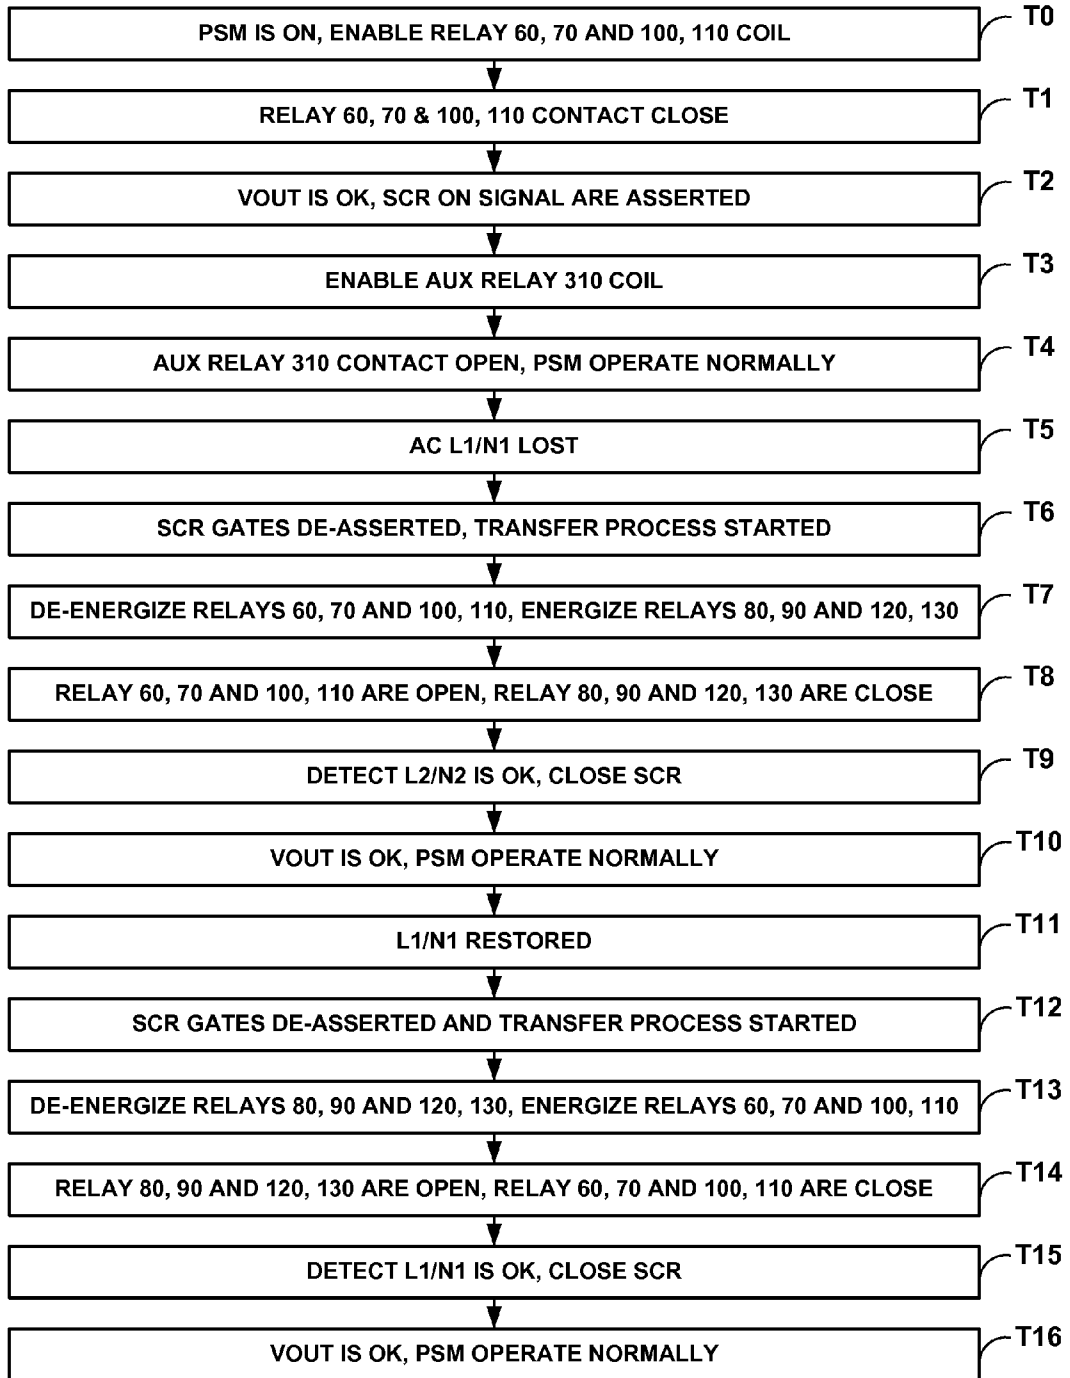 PSM IS ON, ENABLE RELAY 60, 70 AND 100, 110 COIL
T0
RELAY 60, 70 & 100, 110 CONTACT CLOSE
T1
VOUT IS OK, SCR ON SIGNAL ARE ASSERTED
T2
ENABLE AUX RELAY 310 COIL
T3
AUX RELAY 310 CONTACT OPEN, PSM OPERATE NORMALLY
T4
AC L1/N1 LOST
T5
SCR GATES DE-ASSERTED, TRANSFER PROCESS STARTED
T6
DE-ENERGIZE RELAYS 60, 70 AND 100, 110, ENERGIZE RELAYS 80, 90 AND 120, 130
T7
RELAY 60, 70 AND 100, 110 ARE OPEN, RELAY 80, 90 AND 120, 130 ARE CLOSE
T8
DETECT L2/N2 IS OK, CLOSE SCR
T9
VOUT IS OK, PSM OPERATE NORMALLY
T10
L1/N1 RESTORED
T11
SCR GATES DE-ASSERTED AND TRANSFER PROCESS STARTED
T12
DE-ENERGIZE RELAYS 80, 90 AND 120, 130, ENERGIZE RELAYS 60, 70 AND 100, 110
T13
RELAY 80, 90 AND 120, 130 ARE OPEN, RELAY 60, 70 AND 100, 110 ARE CLOSE
T14
DETECT L1/N1 IS OK, CLOSE SCR
T15
VOUT IS OK, PSM OPERATE NORMALLY
T16